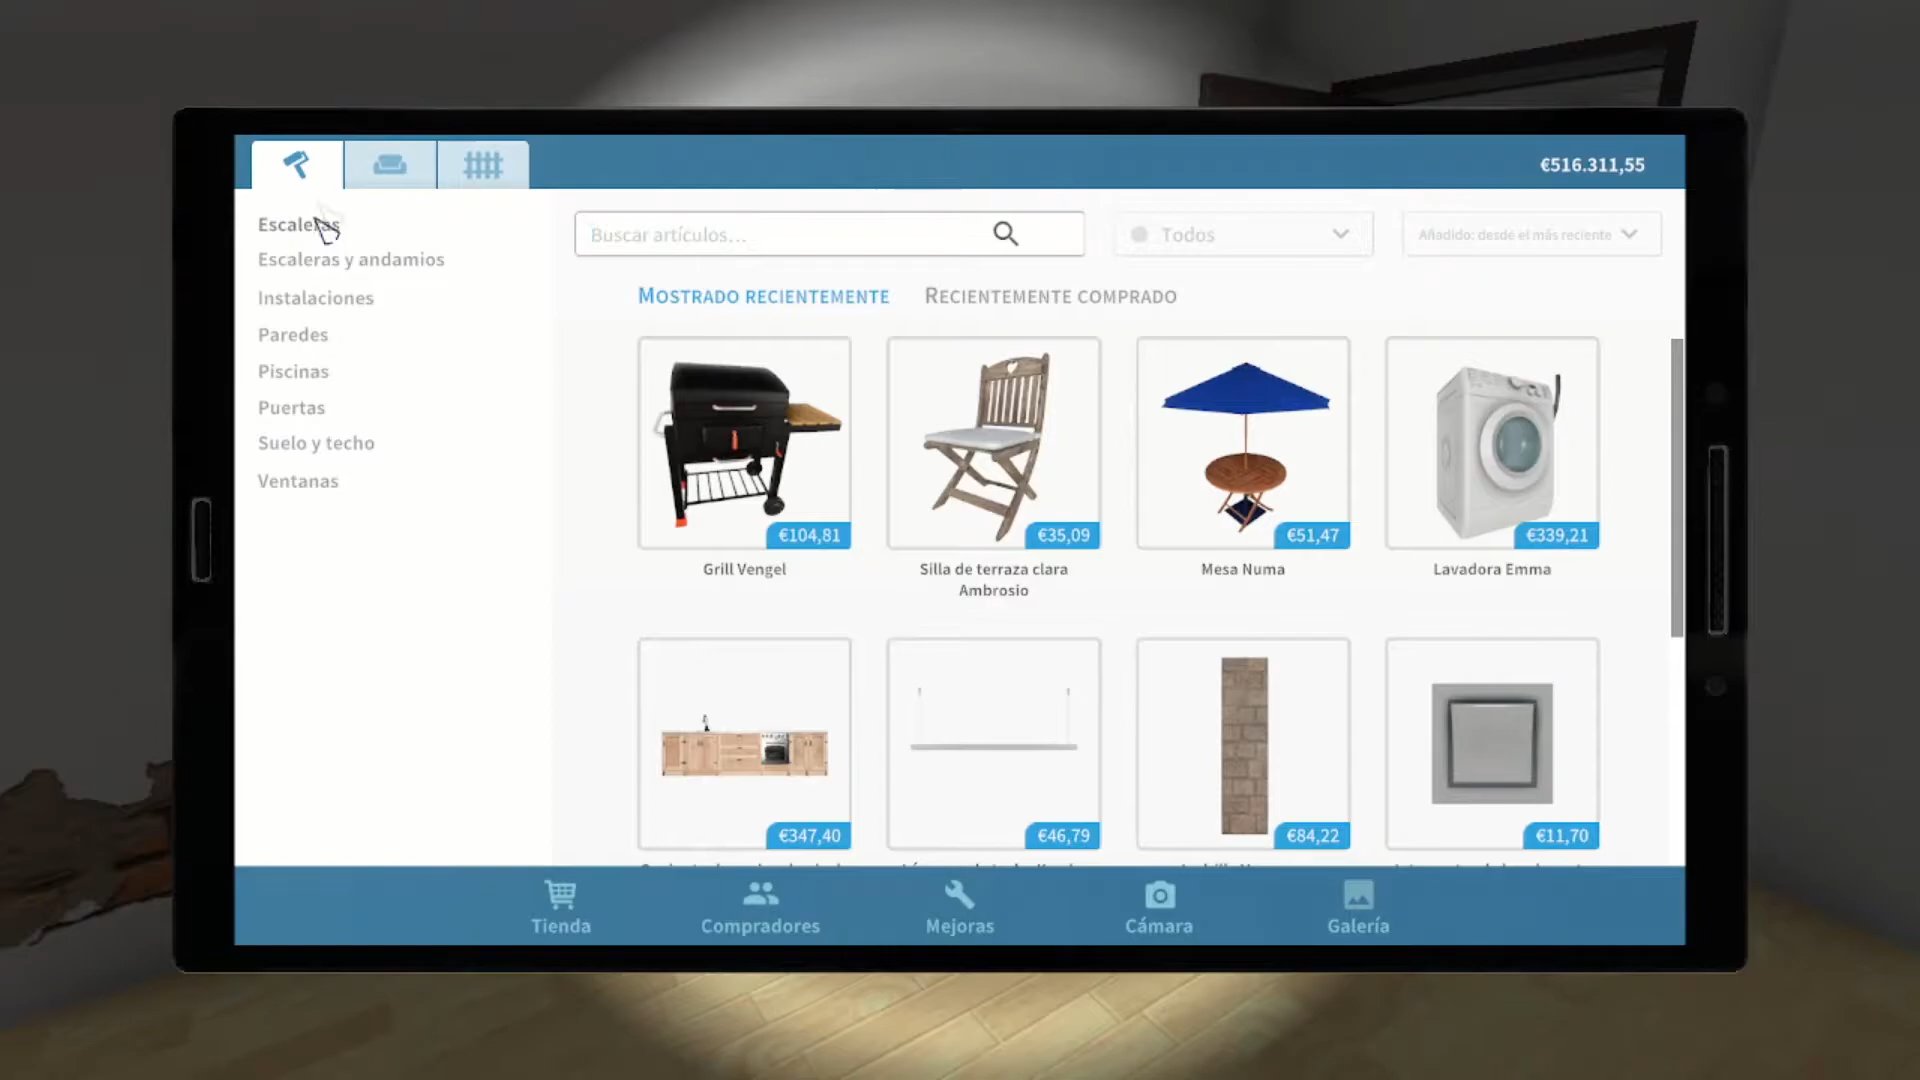 €516.311,55
Escaleras
Escaleras y andamios
Instalaciones
Paredes
Piscinas
Puertas
Suelo y techo
Ventanas
Buscar artículos...
Todos
Añadido: desde el más reciente
MOSTRADO RECIENTEMENTE
RECIENTEMENTE COMPRADO
€104,81
€35,09
€51,47
€339,21
Grill Vengel
Silla de terraza clara
Ambrosio
Mesa Numa
Lavadora Emma
€347,40
€46,79
€84,22
€11,70
Tienda
Compradores
Mejoras
Cámara
Galería